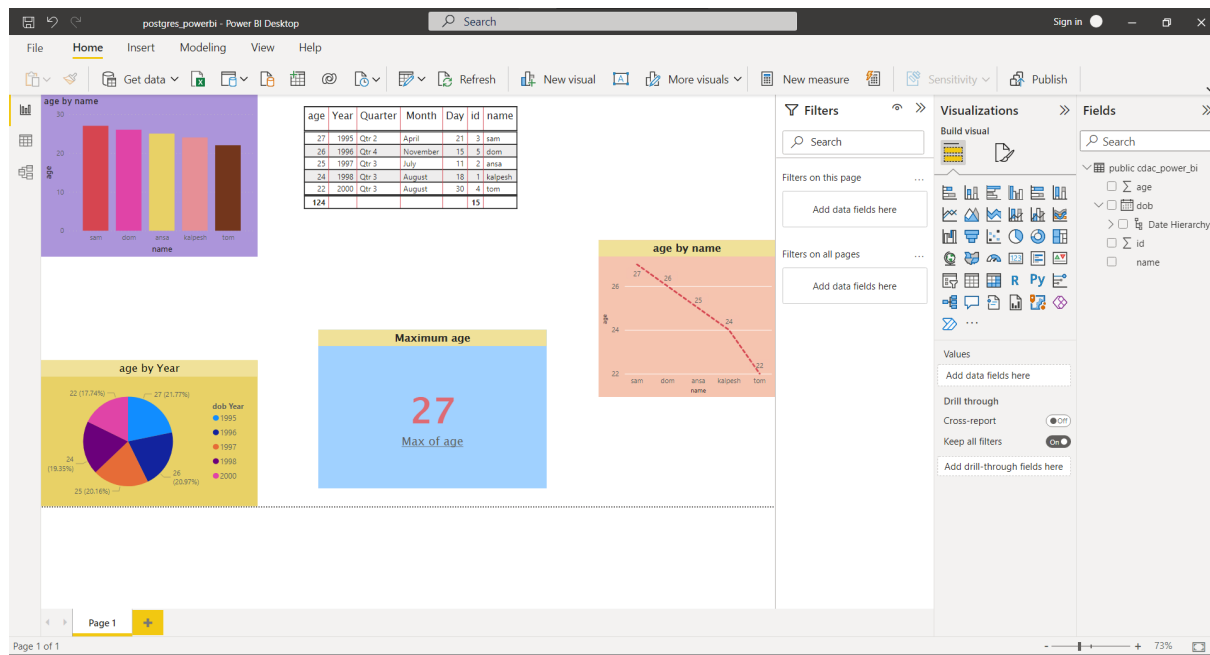 postgres_powerbi - Power BI Desktop
Search
Sign in
File Home Insert Modeling View Help
Get data Refresh New visual A More visuals New measure Sensitivity Publish
age by name
30
20
10
0
age
sam dom ansa kalpesh tom
name
age Year Quarter Month Day id name
27 1995 Qtr 2 April 21 3 sam
26 1996 Qtr 4 November 15 5 dom
25 1997 Qtr 3 July 11 2 ansa
24 1998 Qtr 3 August 18 1 kalpesh
22 2000 Qtr 3 August 30 4 tom
124 15
age by name
27
26
25
24
22
26
24
22
age
sam dom ansa kalpesh tom
name
Maximum age
27
Max of age
age by Year
22 (17.74%)
27 (21.77%)
24
(19.35%)
26
(20.97%)
25 (20.16%)
dob Year
1995
1996
1997
1998
2000
Filters
Search
Filters on this page ...
Add data fields here
Filters on all pages ...
Add data fields here
Visualizations
Build visual
123
R Py
...
Values
Add data fields here
Drill through
Cross-report Off
Keep all filters On
Add drill-through fields here
Fields
Search
public cdac_power_bi
∑ age
dob
Date Hierarchy
∑ id
name
Page 1 +
Page 1 of 1
- + 73%